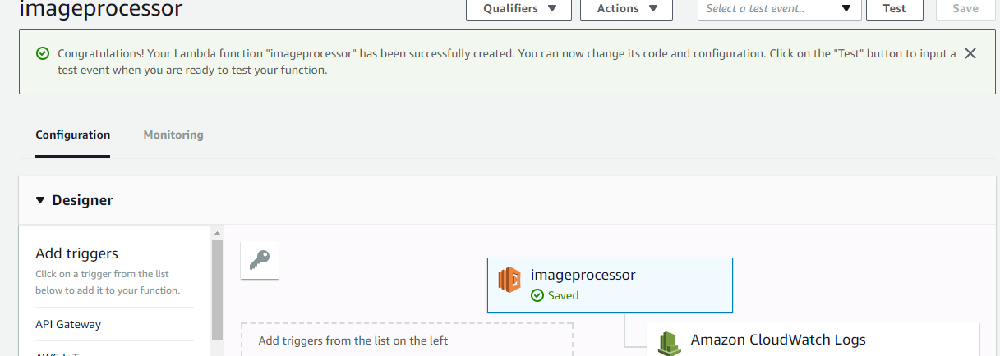 imageprocessor
Qualifiers
Actions
Select a test event..
Test
Save
Congratulations! Your Lambda function "imageprocessor" has been successfully created. You can now change its code and configuration. Click on the "Test" button to input a
test event when you are ready to test your function.
Configuration
Monitoring
Designer
Add triggers
Click on a trigger from the list
below to add it to your function.
API Gateway
imageprocessor
Saved
Add triggers from the list on the left
Amazon CloudWatch Logs